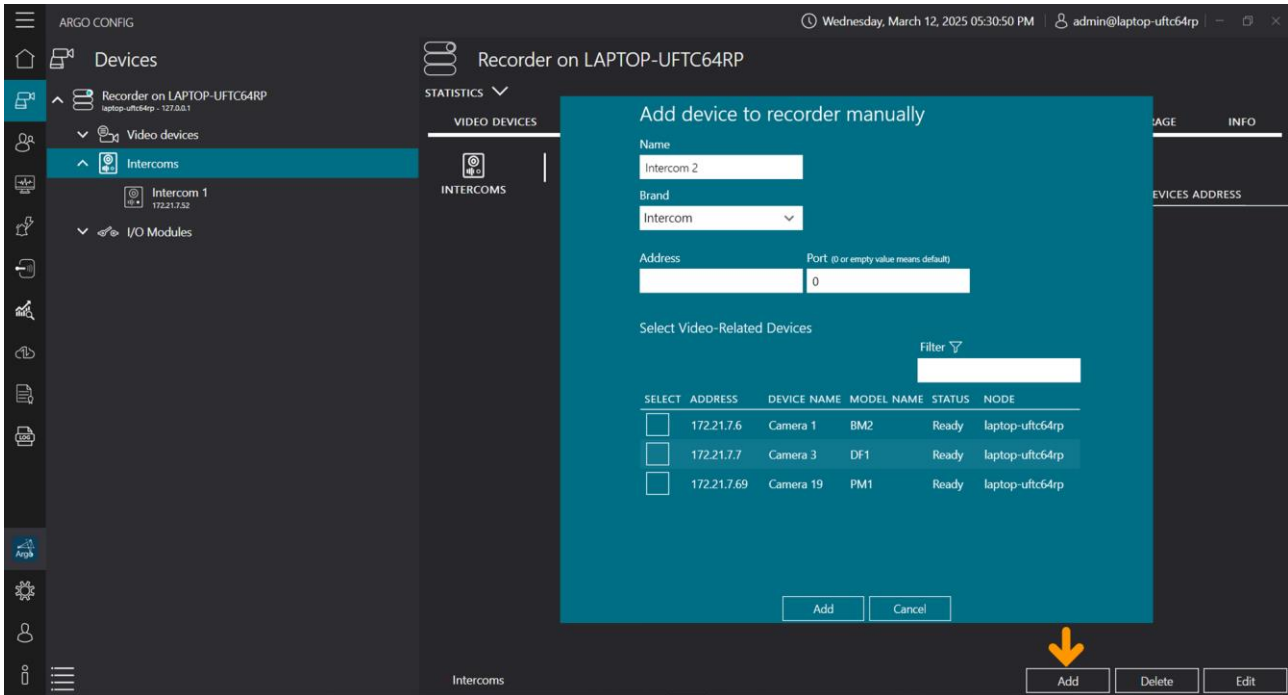 ARGO CONFIG
Wednesday, March 12, 2025 05:30:50 PM
admin@laptop-uftc64rp
Devices
Recorder on LAPTOP-UFTC64RP
laptop-uftc64rp - 127.0.0.1
Video devices
Intercoms
Intercom 1
172.21.7.52
I/O Modules
Argo
LOG
Recorder on LAPTOP-UFTC64RP
STATISTICS
VIDEO DEVICES
RAGE
INFO
INTERCOMS
EVICES ADDRESS
Add device to recorder manually
Name
Intercom 2
Brand
Intercom
Address
Port (0 or empty value means default)
0
Select Video-Related Devices
Filter
SELECT ADDRESS DEVICE NAME MODEL NAME STATUS NODE
172.21.7.6 Camera 1 BM2 Ready laptop-uftc64rp
172.21.7.7 Camera 3 DF1 Ready laptop-uftc64rp
172.21.7.69 Camera 19 PM1 Ready laptop-uftc64rp
Add
Cancel
Intercoms
Add
Delete
Edit